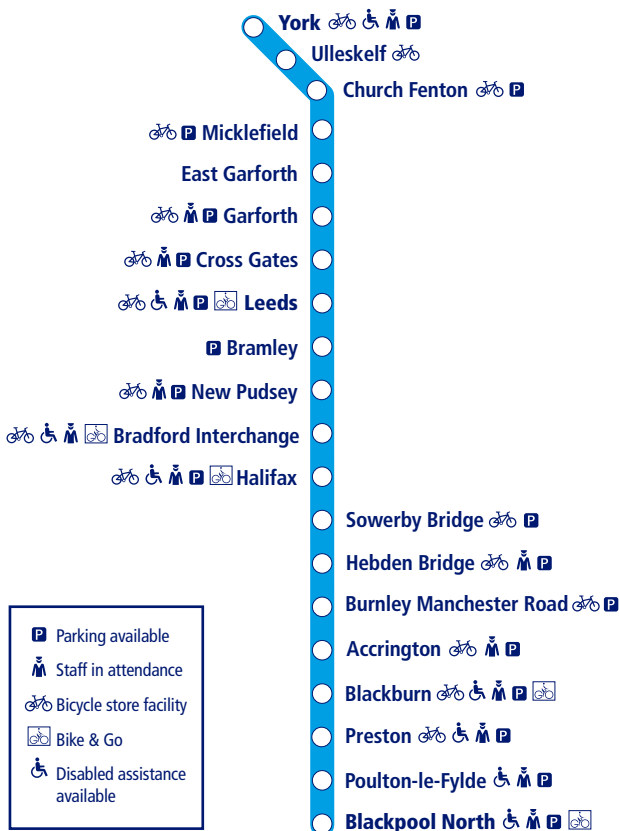 York
Ulleskelf
Church Fenton P
P Micklefield
East Garforth
P Garforth
P Cross Gates
P Leeds
P Bramley
P New Pudsey
Bradford Interchange
P Halifax
Sowerby Bridge P
Hebden Bridge P
Burnley Manchester Road P
Accrington P
Blackburn P
Preston P
Poulton-le-Fylde P
Blackpool North P
P Parking available
Staff in attendance
Bicycle store facility
Bike & Go
Disabled assistance
available